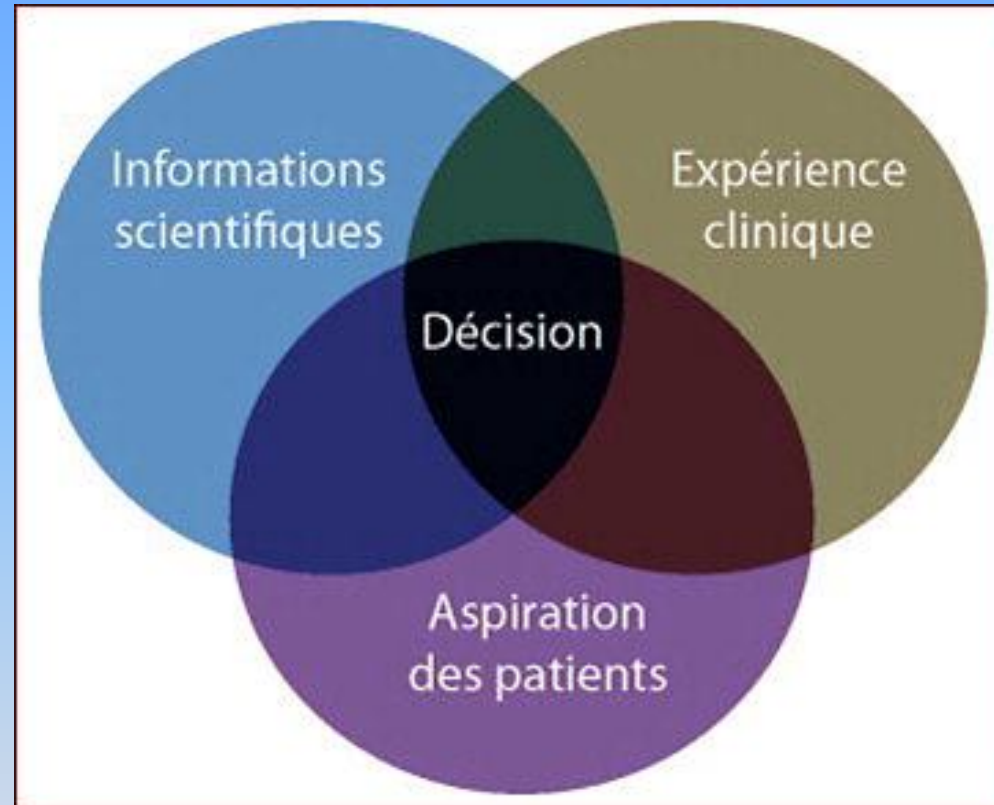 Informations
scientifiques
Expérience
clinique
Décision
Aspiration
des patients